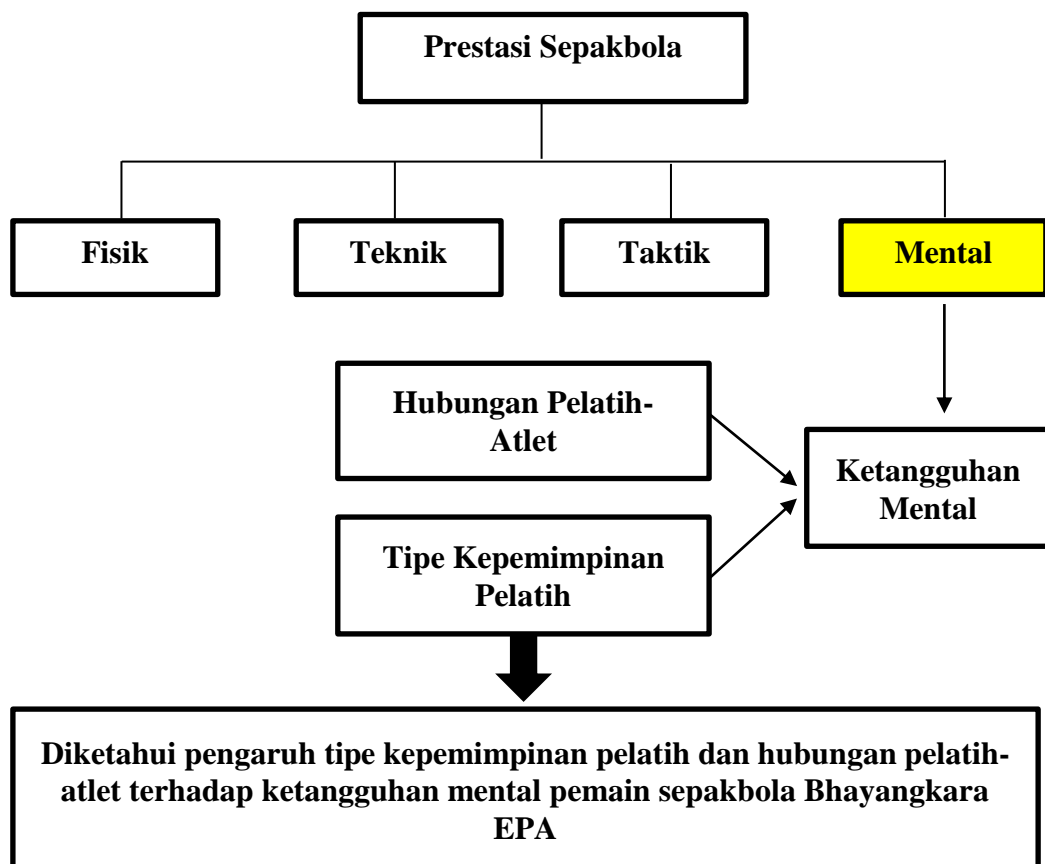 Prestasi Sepakbola
Fisik
Teknik
Taktik
Mental
Hubungan Pelatih-
Atlet
Ketangguhan
Mental
Tipe Kepemimpinan
Pelatih
Diketahui pengaruh tipe kepemimpinan pelatih dan hubungan pelatih-
atlet terhadap ketangguhan mental pemain sepakbola Bhayangkara
EPA